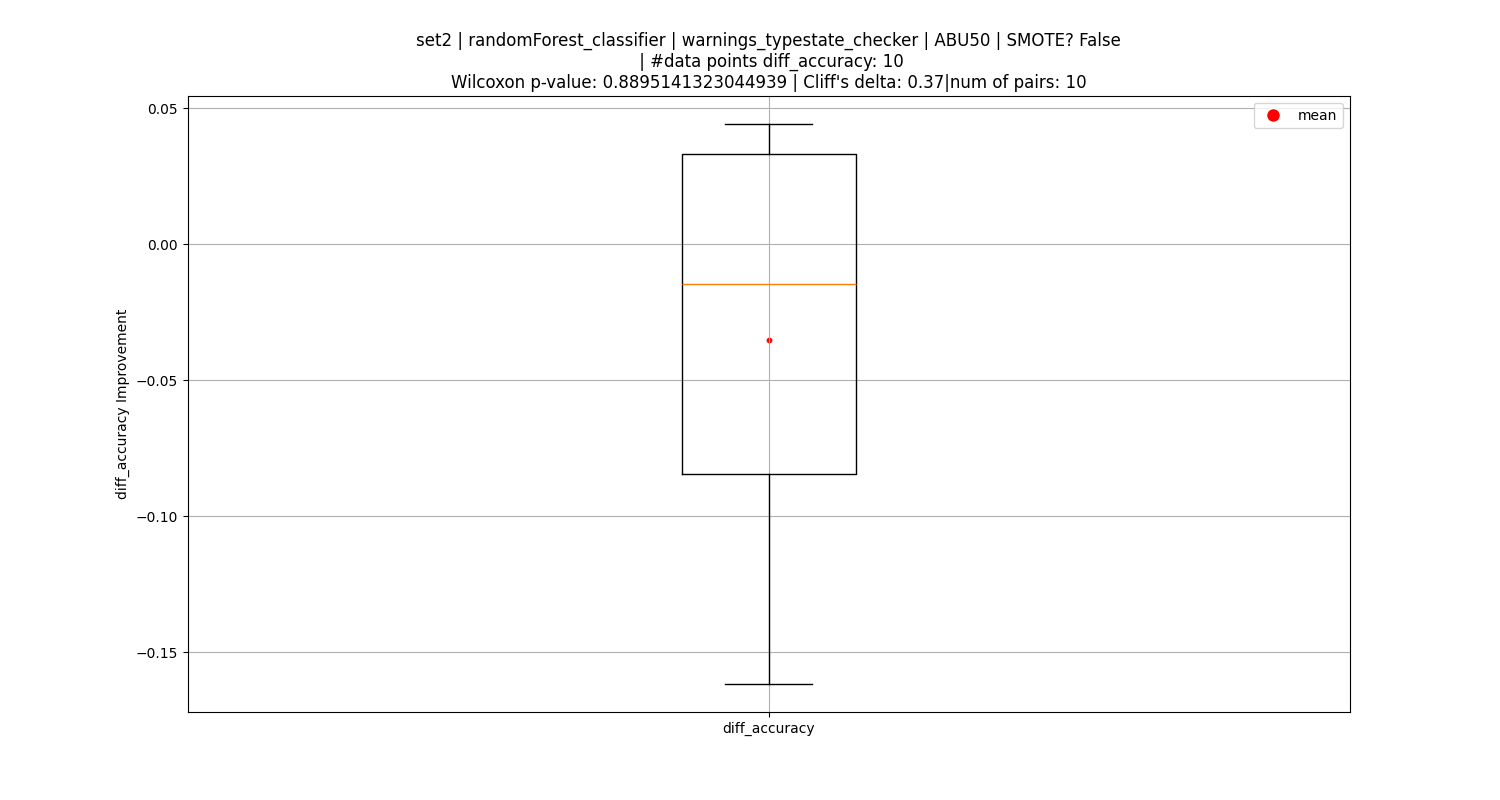 set2 | randomForest_classifier | warnings_typestate_checker | ABU50 | SMOTE? False
| #data points diff_accuracy: 10
Wilcoxon p-value: 0.8895141323044939 | Cliff's delta: 0.37|num of pairs: 10
mean
0.05
0.00
−0.05
−0.10
−0.15
diff_accuracy Improvement
diff_accuracy